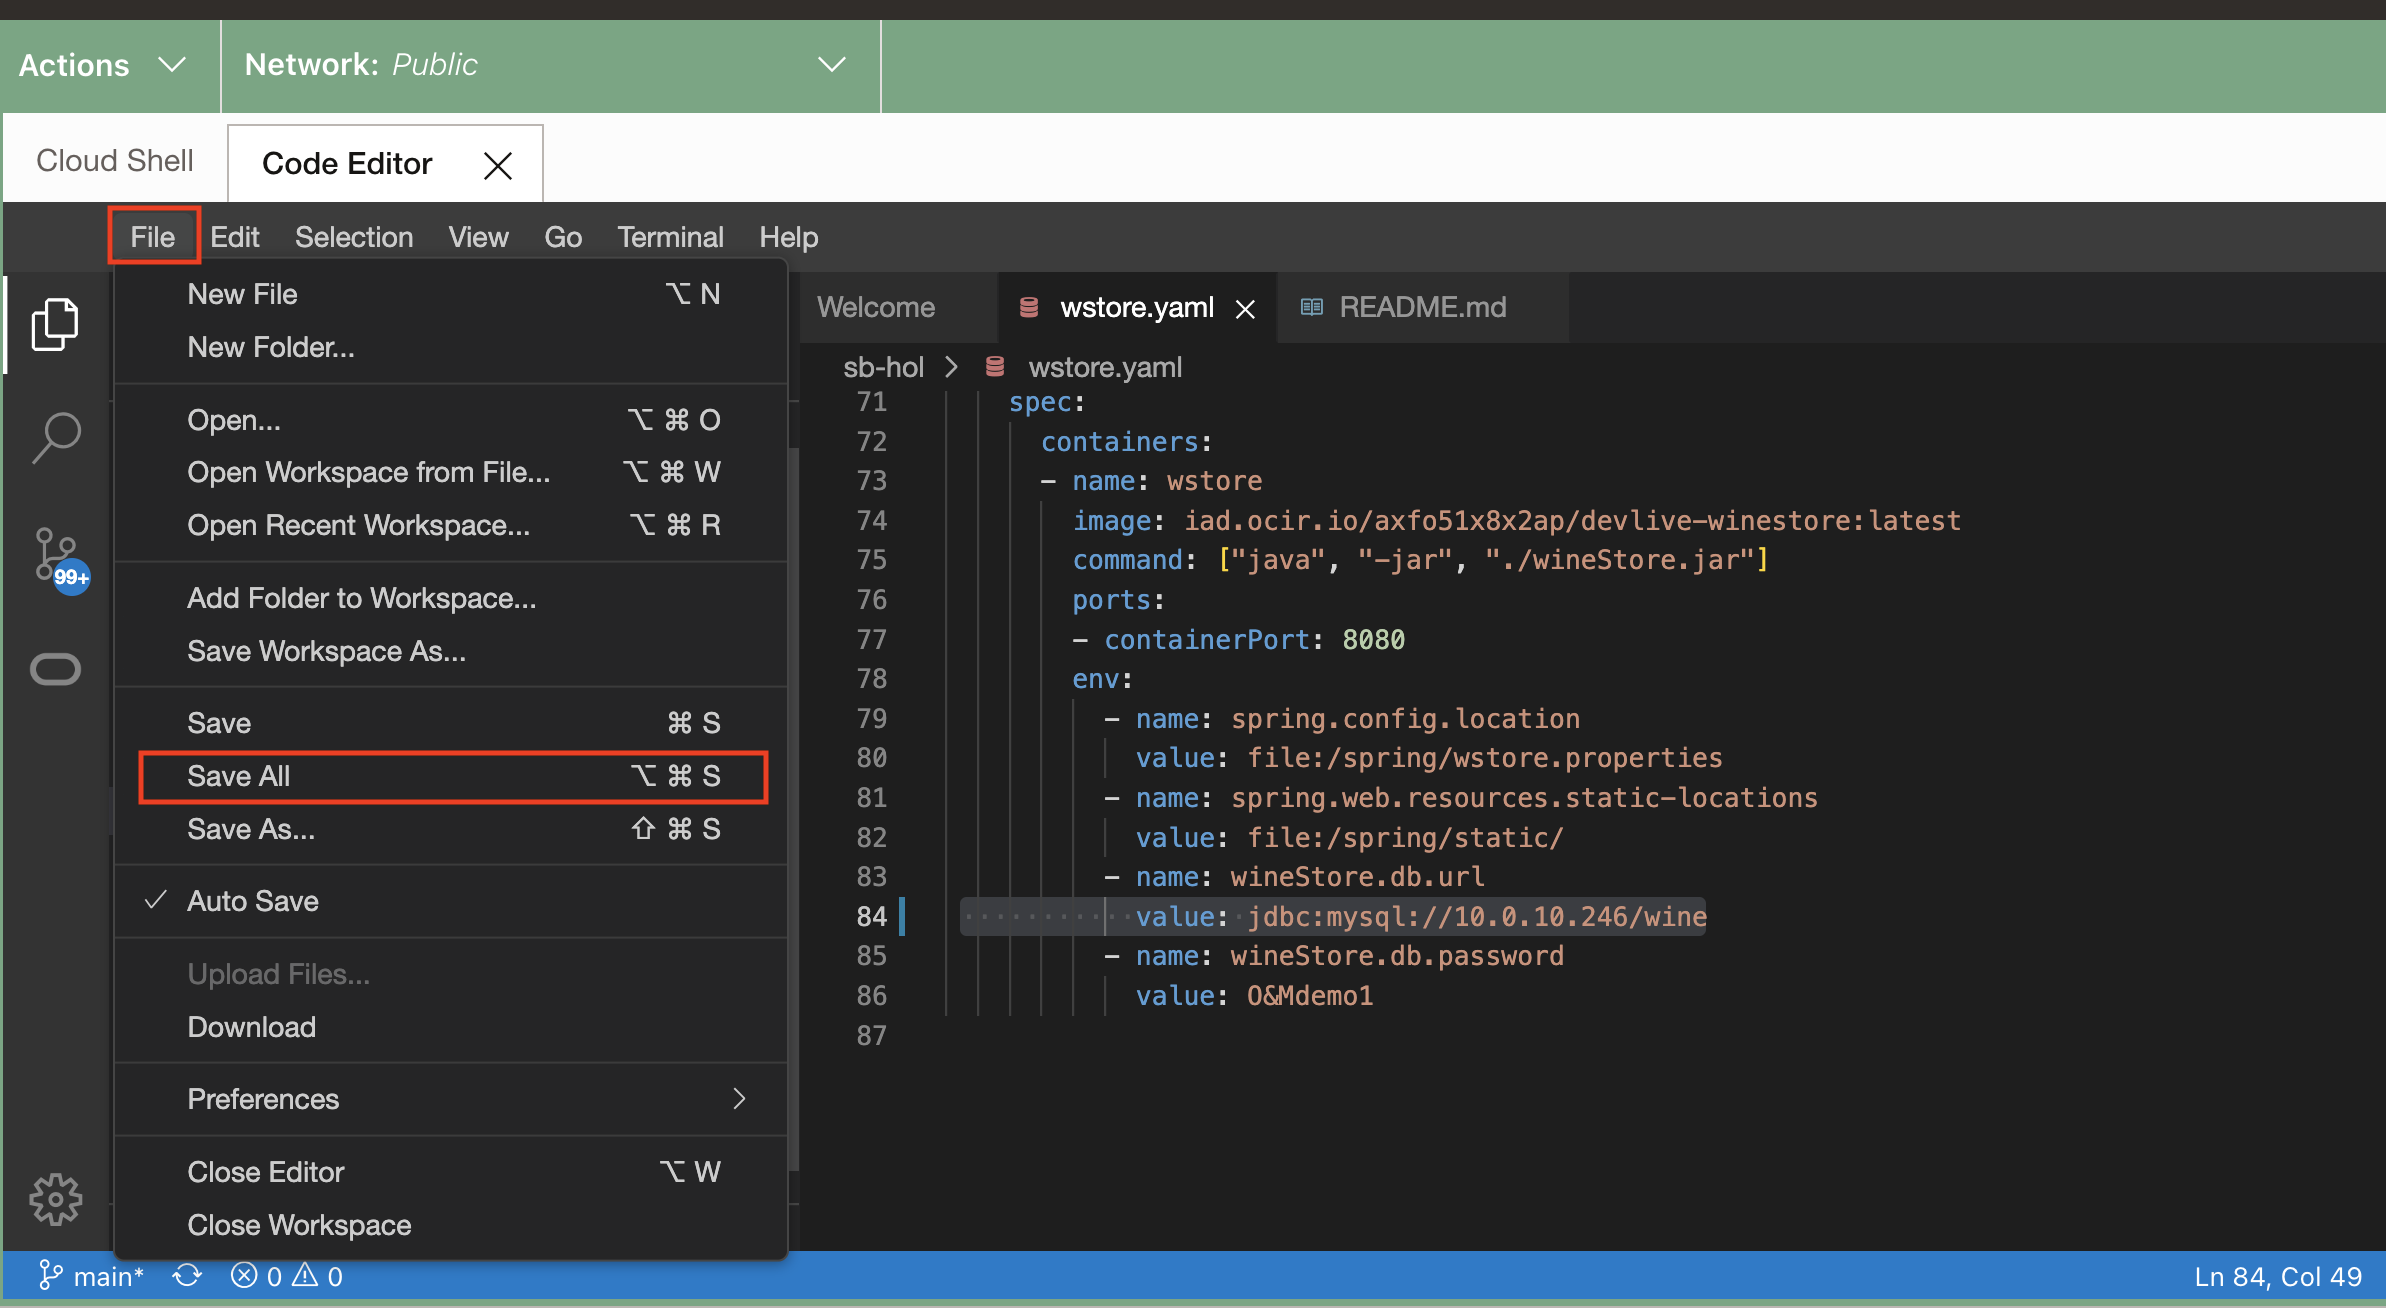 Actions
Network: Public
Cloud Shell
Code Editor
File Edit Selection View Go Terminal Help
New File ⌥ N
New Folder...
Open... ⌥ ⌘ O
Open Workspace from File... ⌥ ⌘ W
Open Recent Workspace... ⌥ ⌘ R
Add Folder to Workspace...
Save Workspace As...
Save ⌘ S
Save All ⌥ ⌘ S
Save As... ⇧ ⌘ S
Auto Save
Upload Files...
Download
Preferences
Close Editor ⌥ W
Close Workspace
99+
Welcome wstore.yaml README.md
sb-hol > wstore.yaml
71 spec:
72 containers:
73 - name: wstore
74 image: iad.ocir.io/axfo51x8x2ap/devlive-winestore:latest
75 command: ["java", "-jar", "./wineStore.jar"]
76 ports:
77 - containerPort: 8080
78 env:
79 - name: spring.config.location
80 value: file:/spring/wstore.properties
81 - name: spring.web.resources.static-locations
82 value: file:/spring/static/
83 - name: wineStore.db.url
84 value: jdbc:mysql://10.0.10.246/wine
85 - name: wineStore.db.password
86 value: O&Mdemo1
87
main* 0 0
Ln 84, Col 49